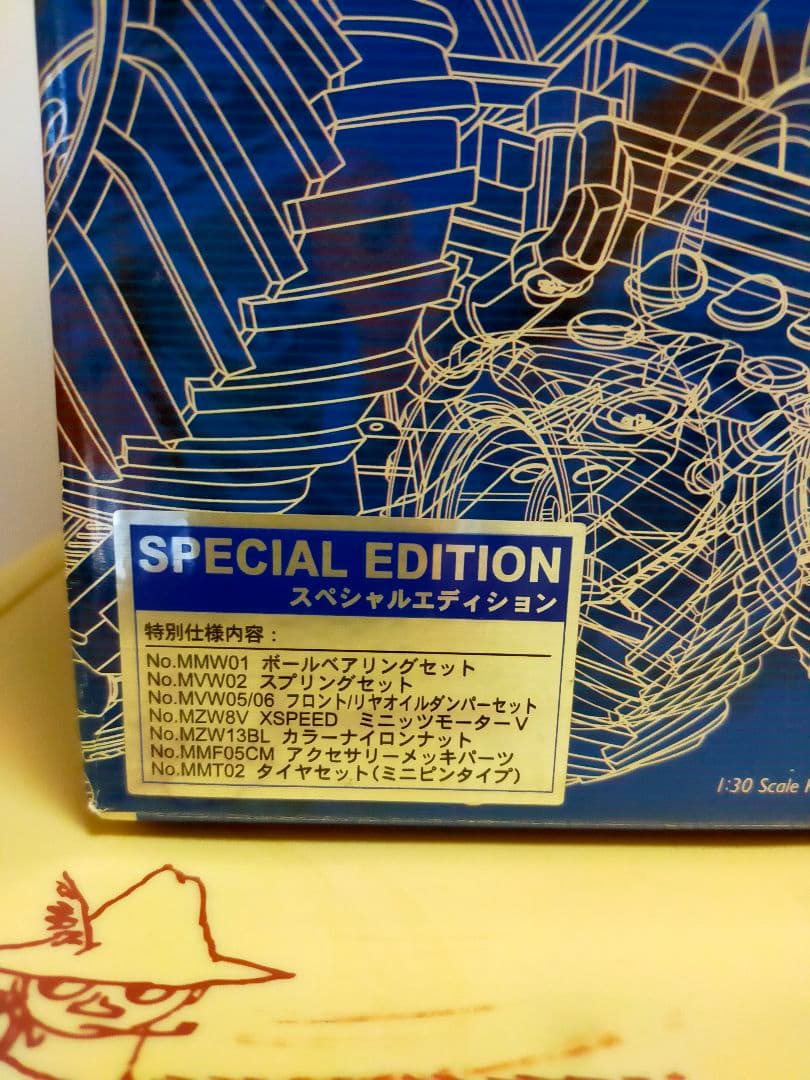 SPECIAL EDITION
スペシャルエディション
特別仕様内容：
No.MMW01 ボールベアリングセット
No.MVW02 スプリングセット
No.MVW05/06 フロント/リヤオイルダンパーセット
No.MZW8V XSPEED ミニッツモーターV
No.MZW13BL カラーナイロンナット
No.MMF05CM アクセサリーメッキパーツ
No.MMT02 タイヤセット(ミニピンタイプ)
1:30 Scale